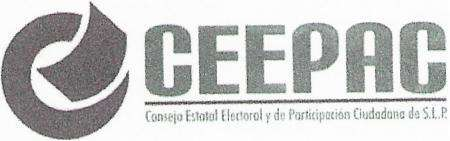 CEEPAC
Consejo Estatal Electoral y de Participación Ciudadana de S.L.P.